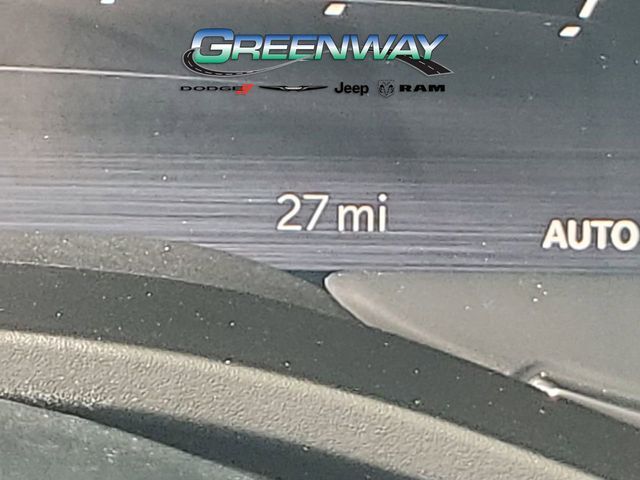 GREENWAY
DODGE Jeep RAM
27 mi
AUTO